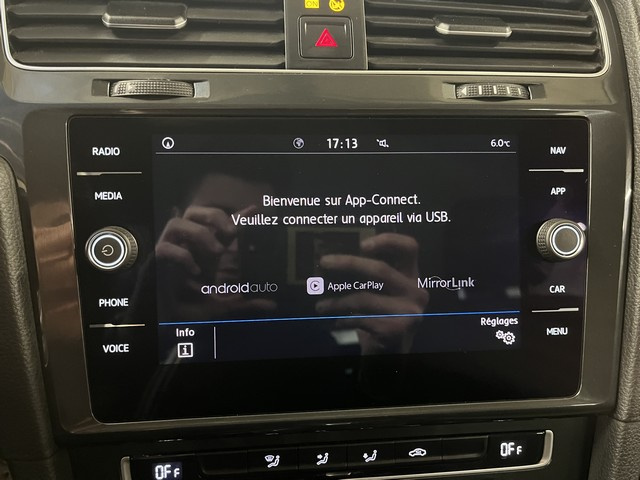 ON
RADIO
MEDIA
PHONE
VOICE
17:13
6.0℃
Bienvenue sur App-Connect.
Veuillez connecter un appareil via USB.
androidauto
Apple CarPlay
MirrorLink
Info
Réglages
NAV
APP
CAR
MENU
OFF
OFF